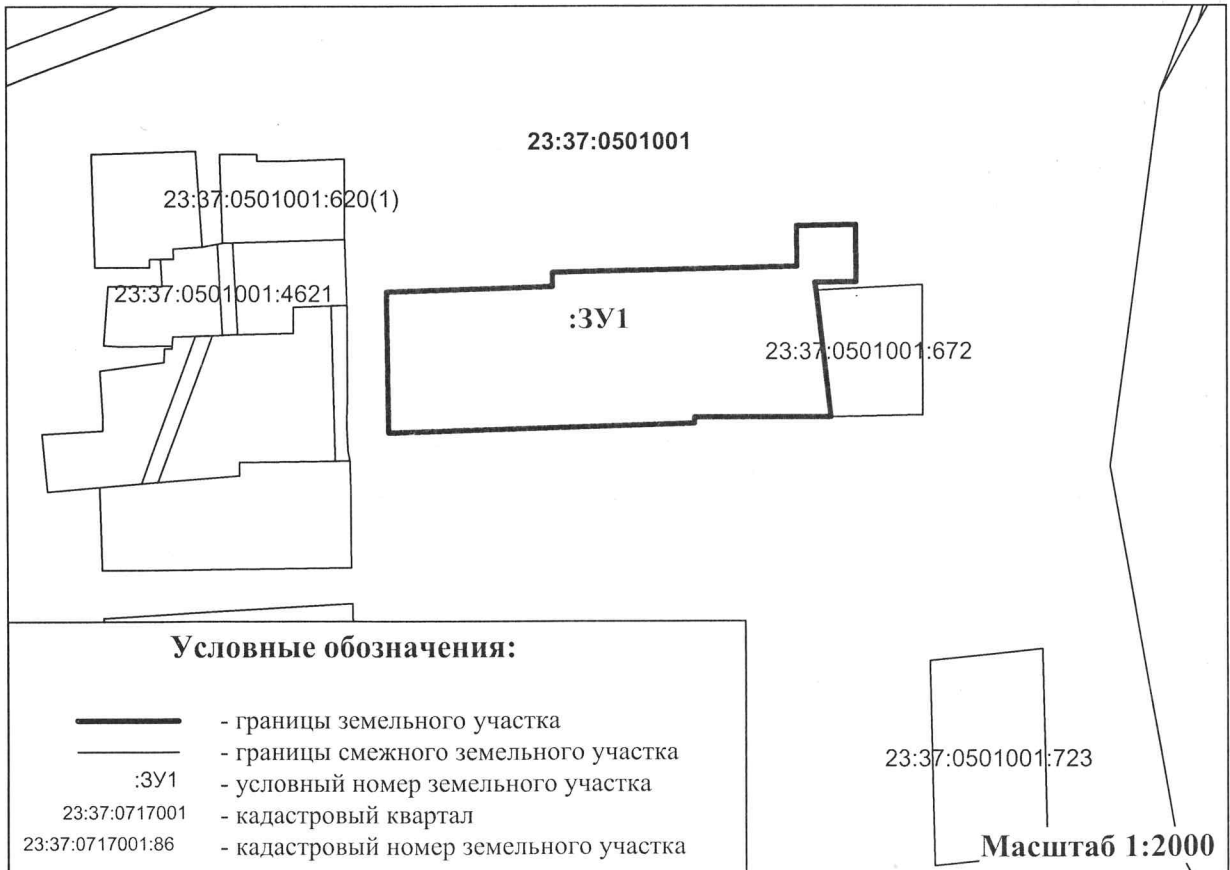 23:37:0501001
23:37:0501001:620(1)
23:37:0501001:4621
:ЗУ1
23:37:0501001:672
Условные обозначения:
- границы земельного участка
- границы смежного земельного участка
:ЗУ1 - условный номер земельного участка
23:37:0717001 - кадастровый квартал
23:37:0717001:86 - кадастровый номер земельного участка
23:37:0501001:723
Масштаб 1:2000